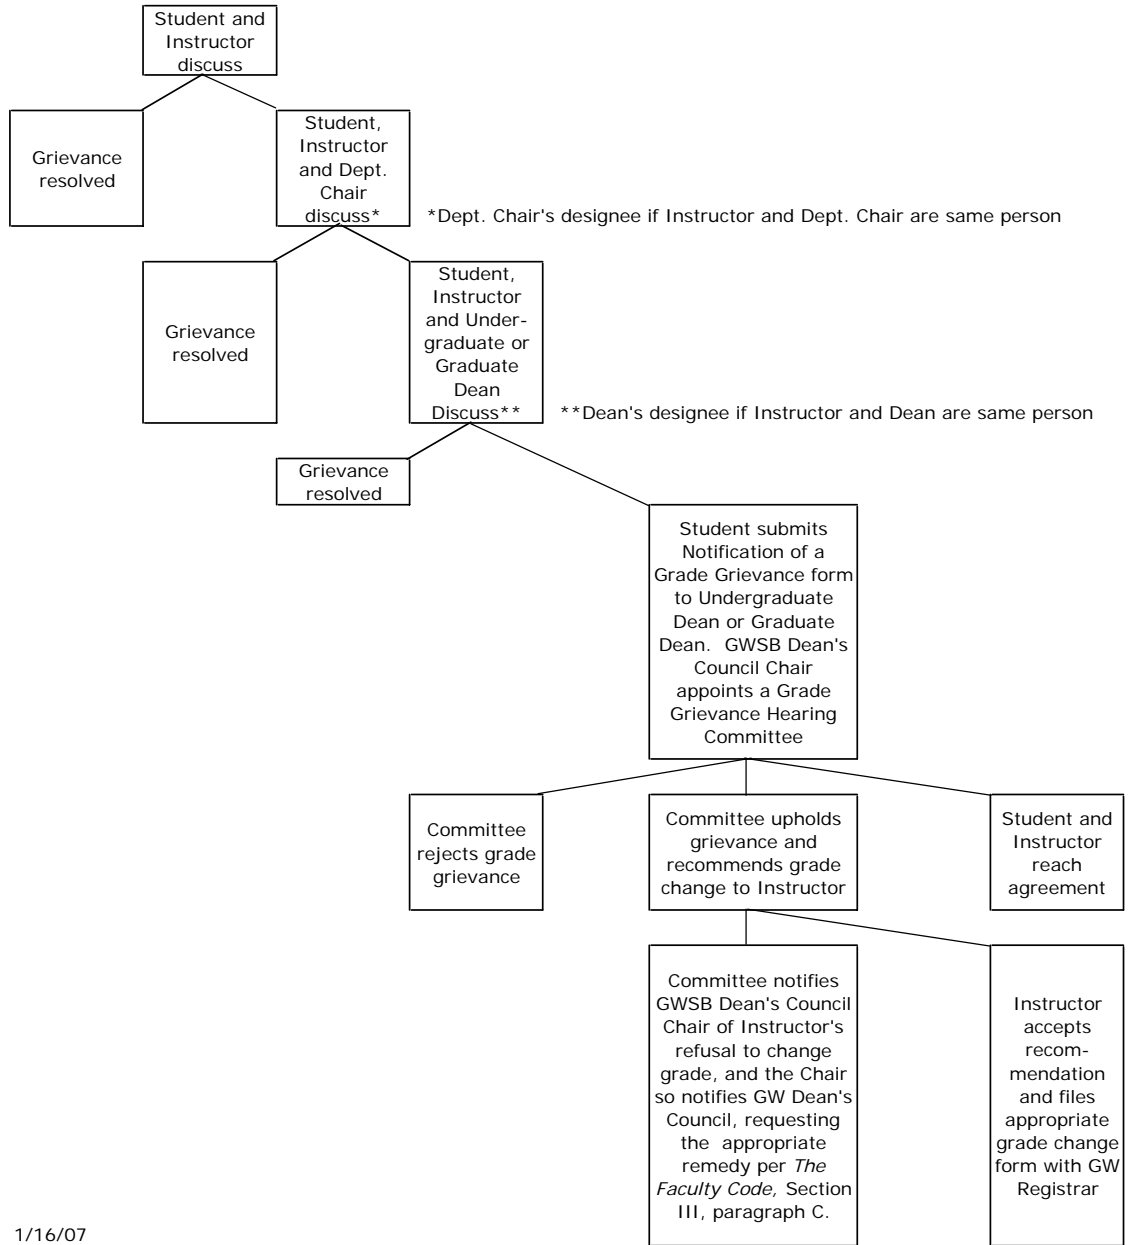 Student and
Instructor
discuss
Grievance
resolved
Student,
Instructor
and Dept.
Chair
discuss*
*Dept. Chair's designee if Instructor and Dept. Chair are same person
Grievance
resolved
Student,
Instructor
and Under-
graduate or
Graduate
Dean
Discuss**
**Dean's designee if Instructor and Dean are same person
Grievance
resolved
Student submits
Notification of a
Grade Grievance form
to Undergraduate
Dean or Graduate
Dean. GWSB Dean's
Council Chair
appoints a Grade
Grievance Hearing
Committee
Committee
rejects grade
grievance
Committee upholds
grievance and
recommends grade
change to Instructor
Student and
Instructor
reach
agreement
Committee notifies
GWSB Dean's Council
Chair of Instructor's
refusal to change
grade, and the Chair
so notifies GW Dean's
Council, requesting
the appropriate
remedy per The
Faculty Code, Section
III, paragraph C.
Instructor
accepts
recom-
mendation
and files
appropriate
grade change
form with GW
Registrar
1/16/07